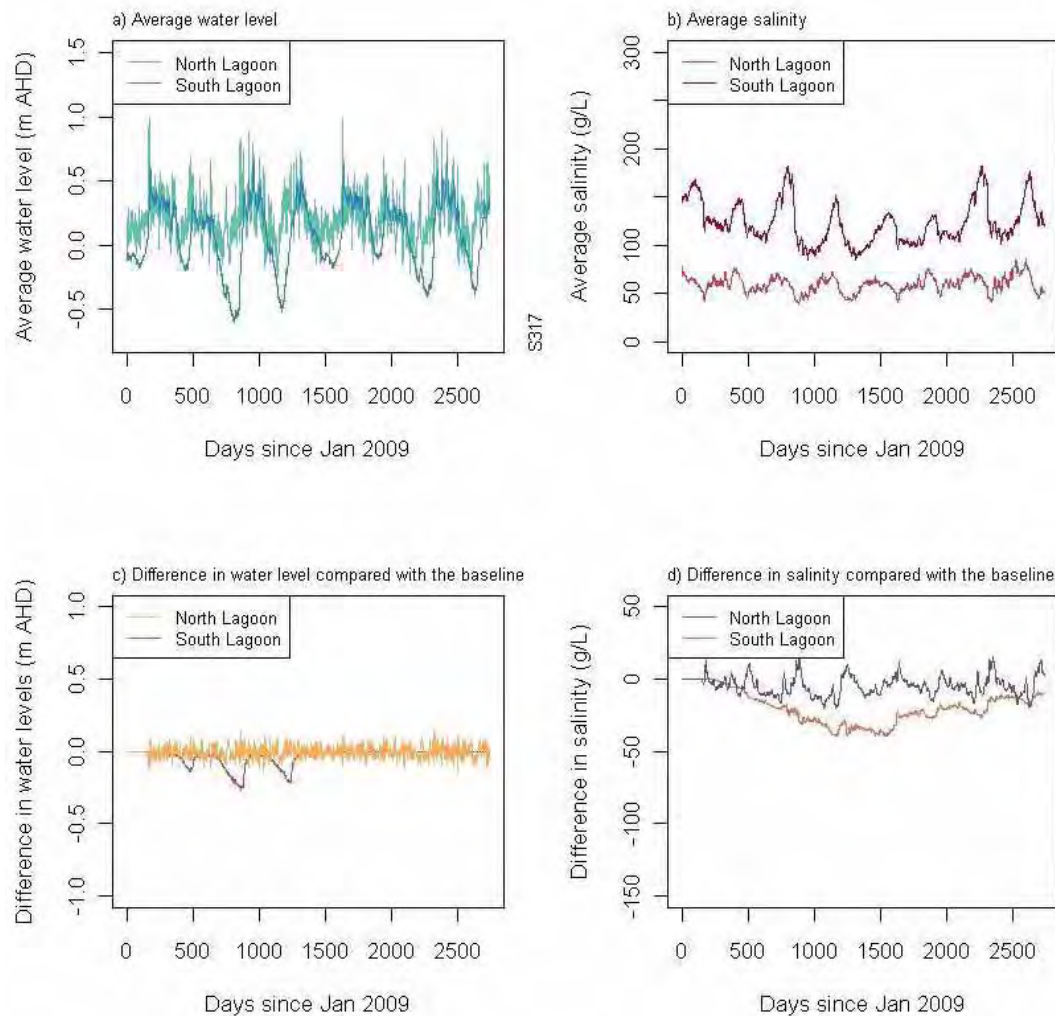 a) Average water level
Average water level (m AHD)
1.5
1.0
0.5
0.0
-0.5
North Lagoon
South Lagoon
0 500 1000 1500 2000 2500
Days since Jan 2009
S317
b) Average salinity
Average salinity (g/L)
300
200
100
50
0
North Lagoon
South Lagoon
0 500 1000 1500 2000 2500
Days since Jan 2009
c) Difference in water level compared with the baseline
Difference in water levels (m AHD)
1.0
0.5
0.0
-0.5
-1.0
North Lagoon
South Lagoon
0 500 1000 1500 2000 2500
Days since Jan 2009
d) Difference in salinity compared with the baseline
Difference in salinity (g/L)
50
0
-50
-100
-150
North Lagoon
South Lagoon
0 500 1000 1500 2000 2500
Days since Jan 2009